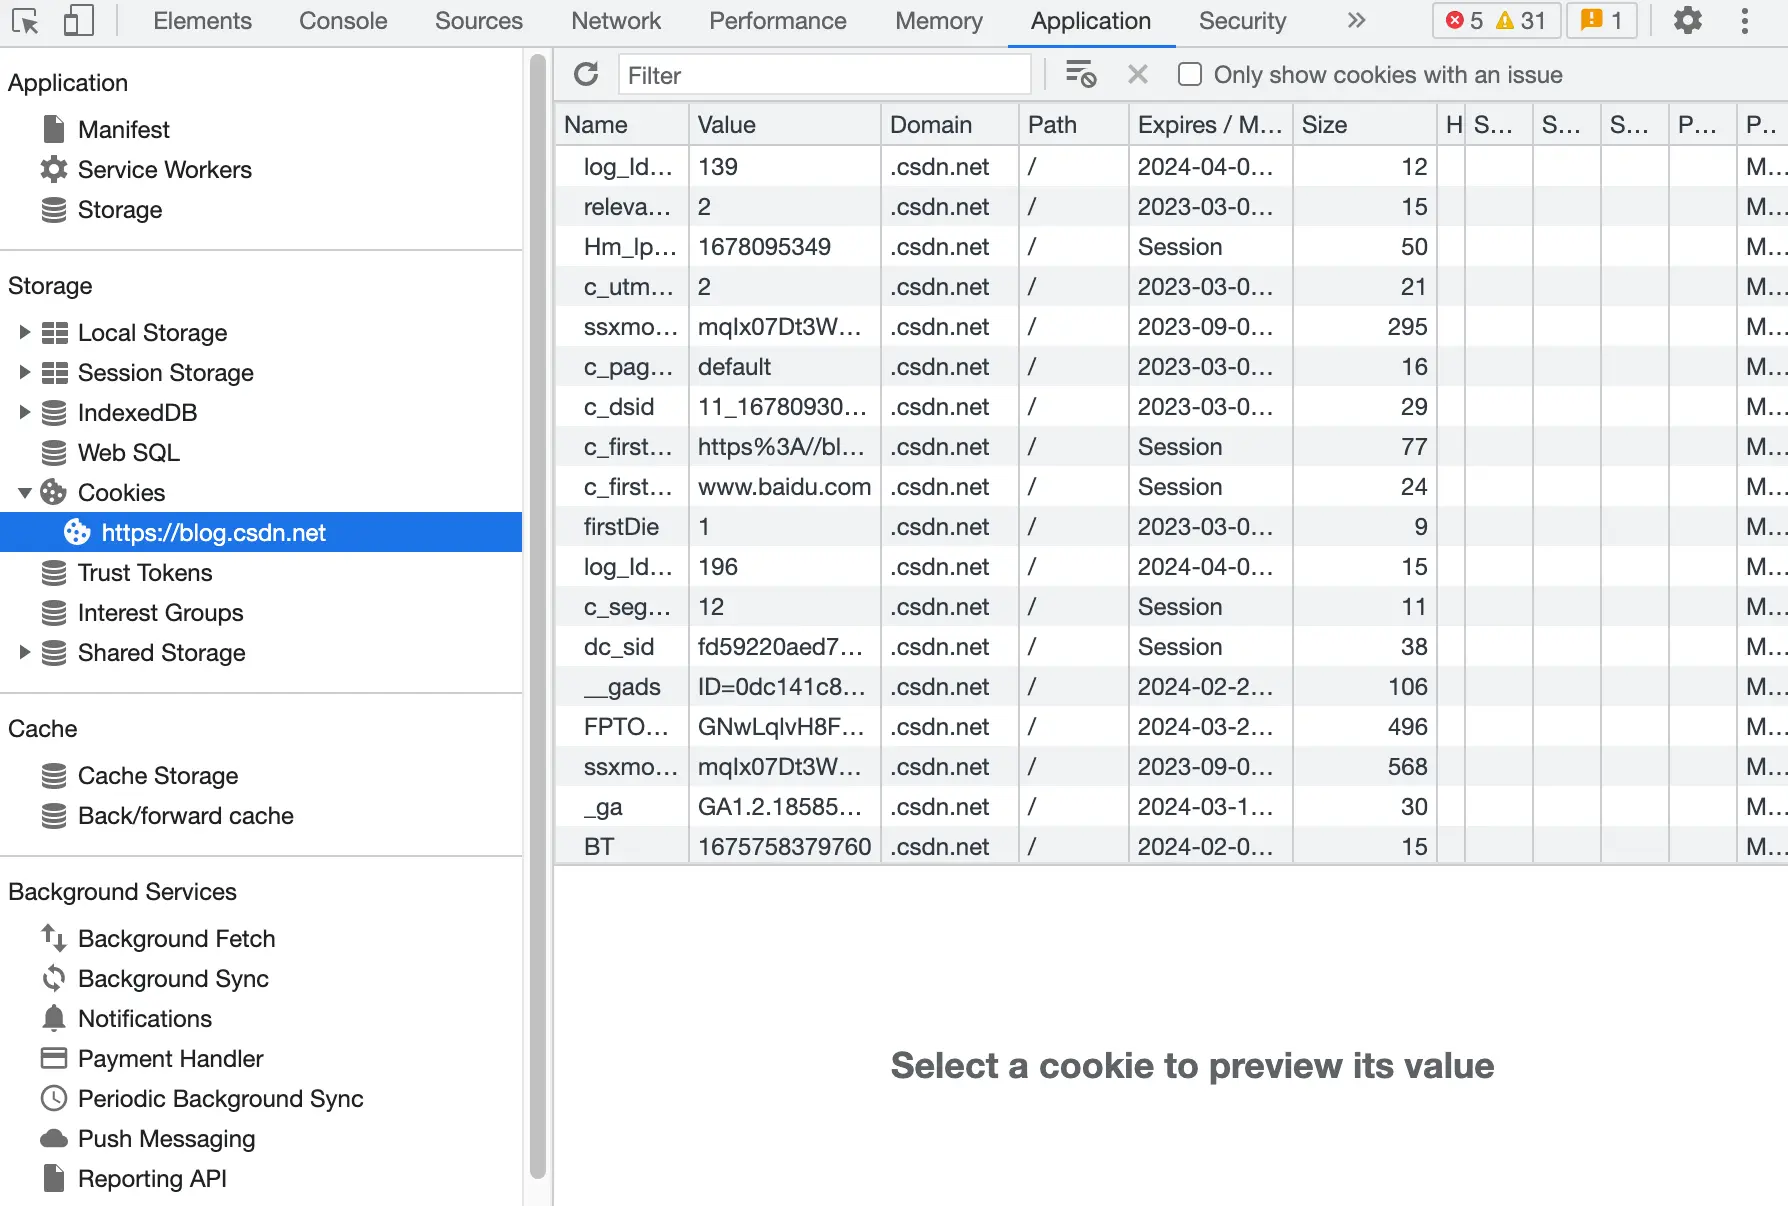 Elements Console Sources Network Performance Memory Application Security » 5 31 1
Application
Manifest
Service Workers
Storage
Storage
Local Storage
Session Storage
IndexedDB
Web SQL
Cookies
https://blog.csdn.net
Trust Tokens
Interest Groups
Shared Storage
Cache
Cache Storage
Back/forward cache
Background Services
Background Fetch
Background Sync
Notifications
Payment Handler
Periodic Background Sync
Push Messaging
Reporting API
Filter Only show cookies with an issue
Name Value Domain Path Expires / M... Size H S... S... S... P... P..
log_Id... 139 .csdn.net / 2024-04-0... 12 M...
releva... 2 .csdn.net / 2023-03-0... 15 M...
Hm_lp... 1678095349 .csdn.net / Session 50 M...
c_utm... 2 .csdn.net / 2023-03-0... 21 M...
ssxmo... mqIx07Dt3W... .csdn.net / 2023-09-0... 295 M...
c_pag... default .csdn.net / 2023-03-0... 16 M...
c_dsid 11_16780930... .csdn.net / 2023-03-0... 29 M...
c_first... https%3A//bl... .csdn.net / Session 77 M...
c_first... www.baidu.com .csdn.net / Session 24 M...
firstDie 1 .csdn.net / 2023-03-0... 9 M...
log_Id... 196 .csdn.net / 2024-04-0... 15 M...
c_seg... 12 .csdn.net / Session 11 M...
dc_sid fd59220aed7... .csdn.net / Session 38 M...
__gads ID=0dc141c8... .csdn.net / 2024-02-2... 106 M...
FPTO... GNwLqlvH8F... .csdn.net / 2024-03-2... 496 M...
ssxmo... mqIx07Dt3W... .csdn.net / 2023-09-0... 568 M...
_ga GA1.2.18585... .csdn.net / 2024-03-1... 30 M...
BT 1675758379760 .csdn.net / 2024-02-0... 15 M...
Select a cookie to preview its value